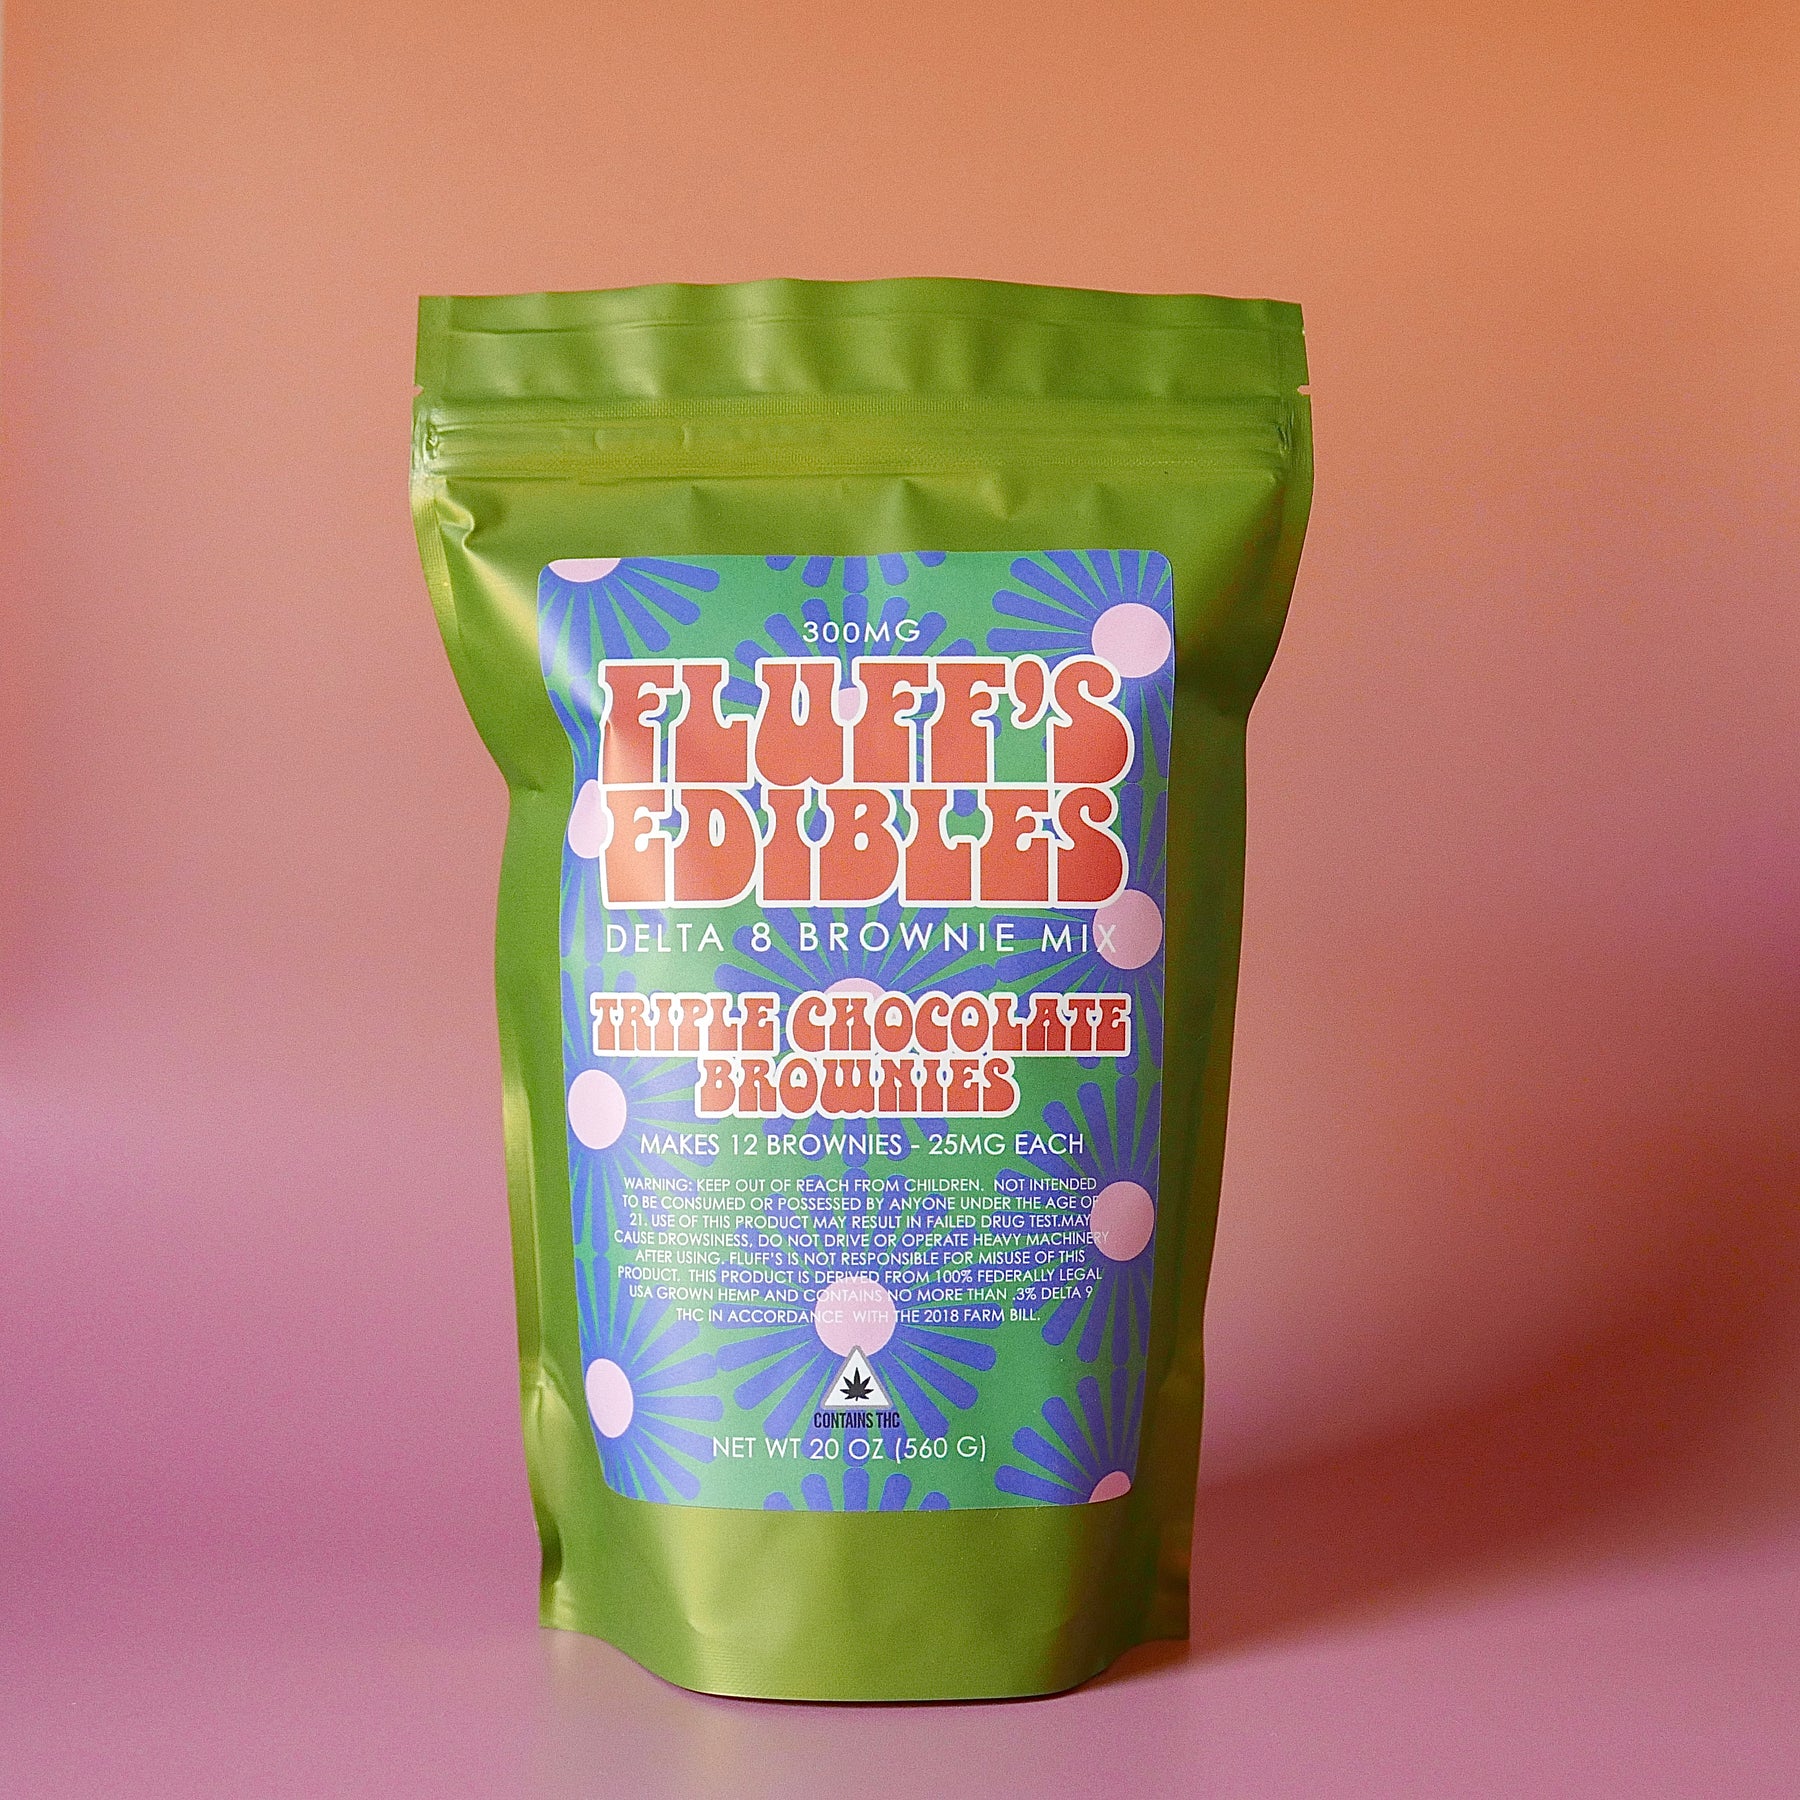 300MG
FLUFF'S
EDIBLES
DELTA 8 BROWNIE MIX
TRIPLE CHOCOLATE
BROWNIES
MAKES 12 BROWNIES - 25MG EACH
WARNING: KEEP OUT OF REACH FROM CHILDREN. NOT INTENDED
TO BE CONSUMED OR POSSESSED BY ANYONE UNDER THE AGE OF
21. USE OF THIS PRODUCT MAY RESULT IN FAILED DRUG TEST.MAY
CAUSE DROWSINESS, DO NOT DRIVE OR OPERATE HEAVY MACHINERY
AFTER USING. FLUFF'S IS NOT RESPONSIBLE FOR MISUSE OF THIS
PRODUCT. THIS PRODUCT IS DERIVED FROM 100% FEDERALLY LEGAL
USA GROWN HEMP AND CONTAINS NO MORE THAN .3% DELTA 9
THC IN ACCORDANCE WITH THE 2018 FARM BILL.
CONTAINS THC
NET WT 20 OZ (560 G)